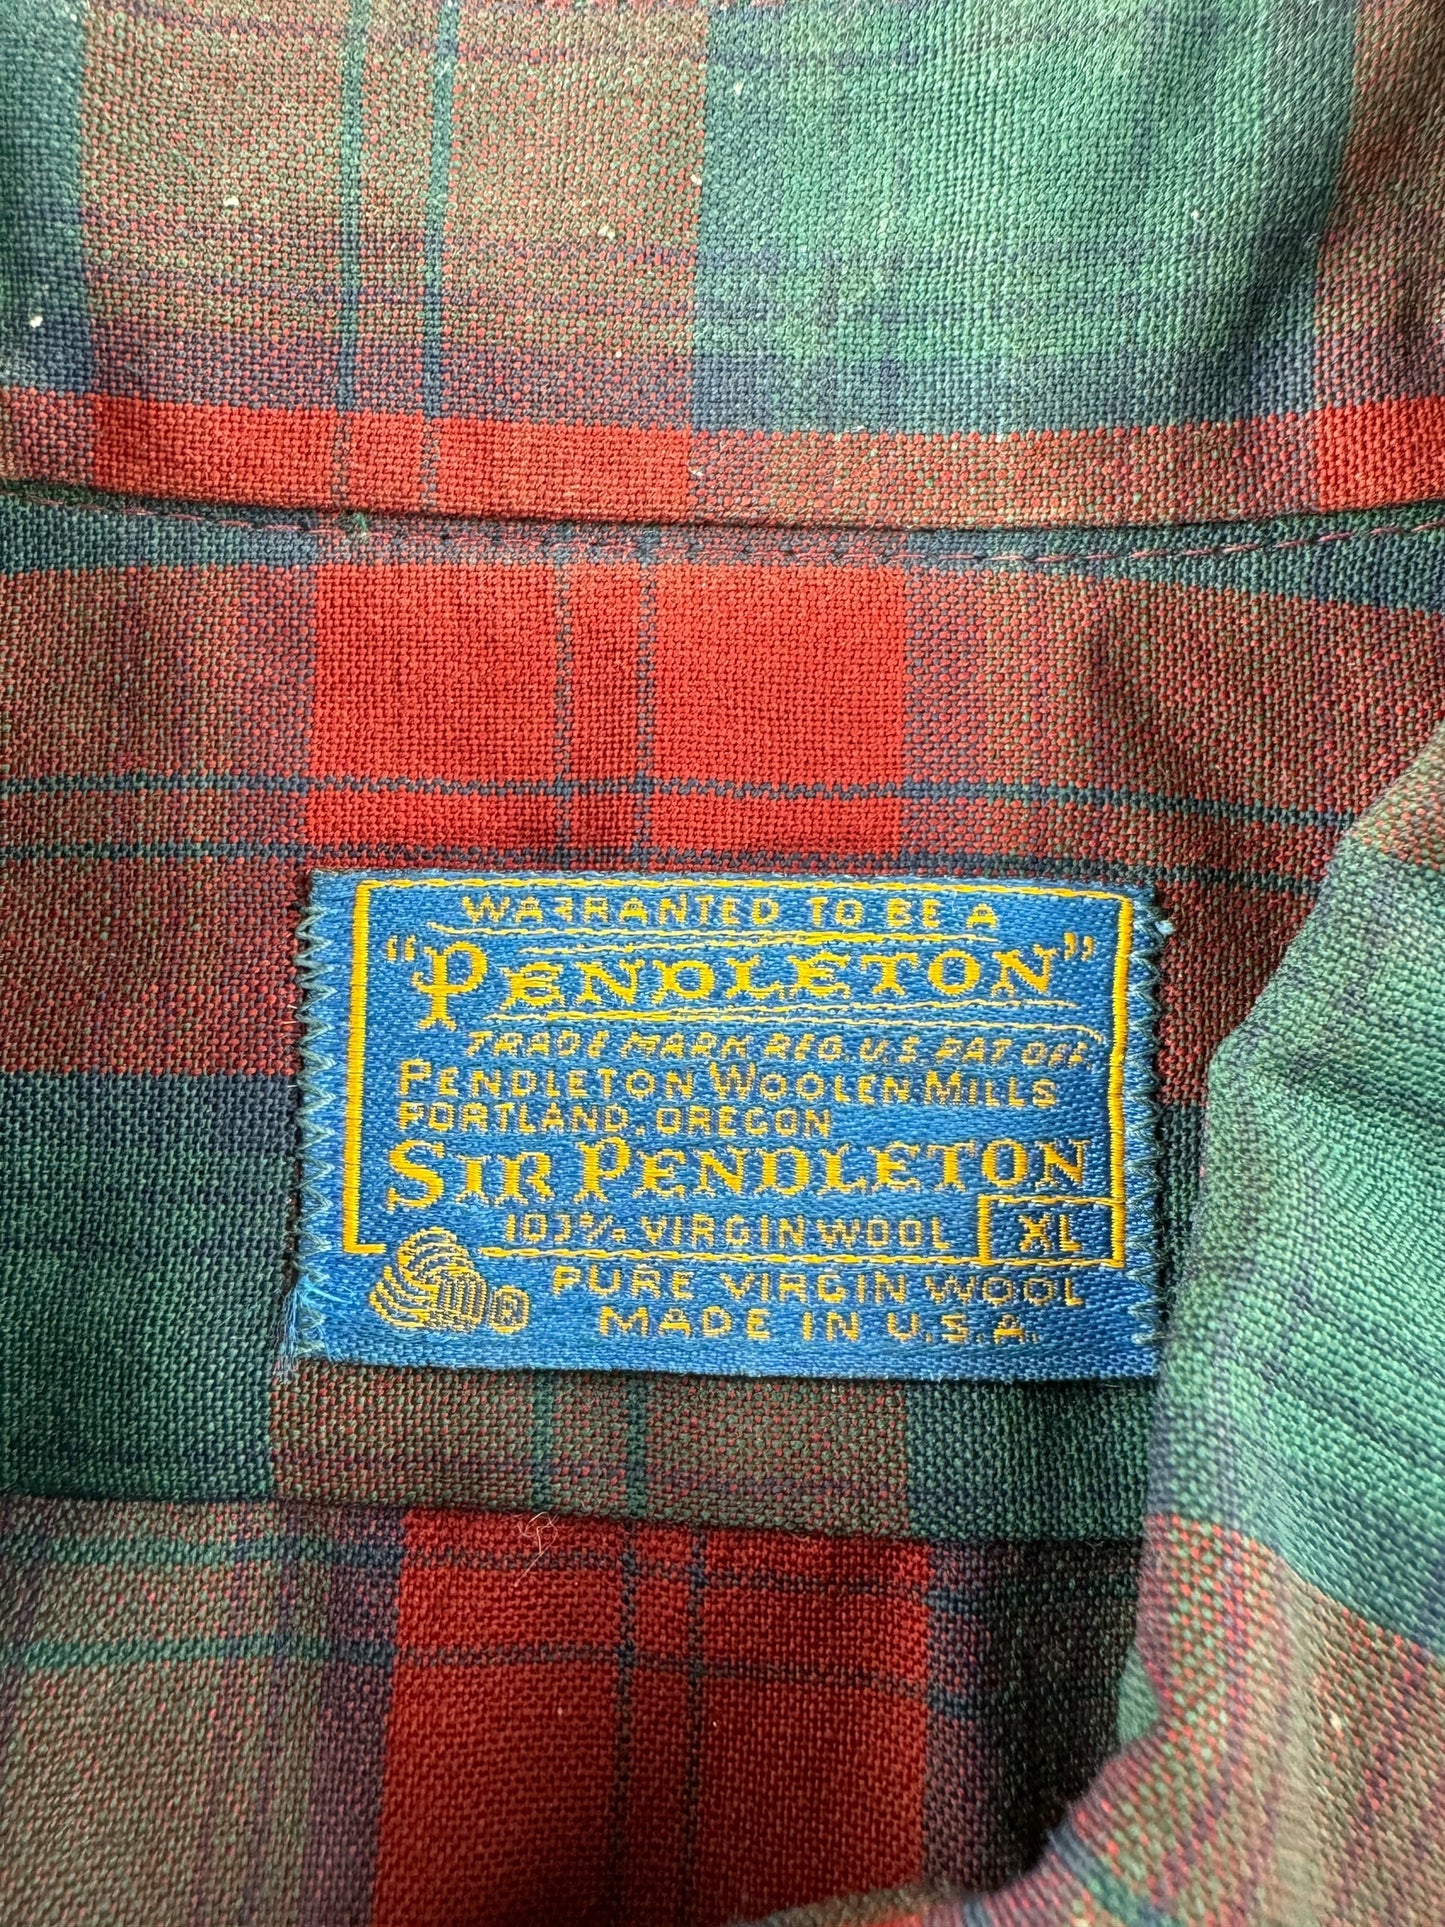 WARRANTED TO BE A
"PENDLETON"
TRADE MARK REG. U.S. PAT OFF.
PENDLETON WOOLEN MILLS
PORTLAND, OREGON
SIR PENDLETON
100% VIRGIN WOOL XL
PURE VIRGIN WOOL
®
MADE IN U.S.A.